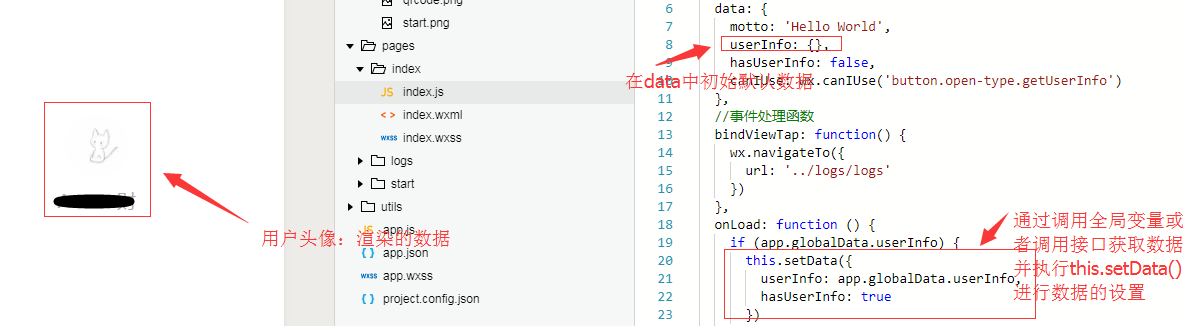 财
用户头像：渲染的数据
qrcode.png
start.png
pages
index
JS index.js
< > index.wxml
wxss index.wxss
logs
start
utils
JS app.js
{ } app.json
wxss app.wxss
{ } project.config.json
6 data: {
7 motto: 'Hello World',
8 userInfo: {},
9 hasUserInfo: false,
在data中初始默认数据
10 canIUse: wx.canIUse('button.open-type.getUserInfo')
11 },
12 //事件处理函数
13 bindViewTap: function() {
14 wx.navigateTo({
15 url: '../logs/logs'
16 })
17 },
18 onLoad: function () {
19 if (app.globalData.userInfo) {
20 this.setData({
21 userInfo: app.globalData.userInfo,
22 hasUserInfo: true
23 })
通过调用全局变量或
者调用接口获取数据
并执行this.setData()
进行数据的设置